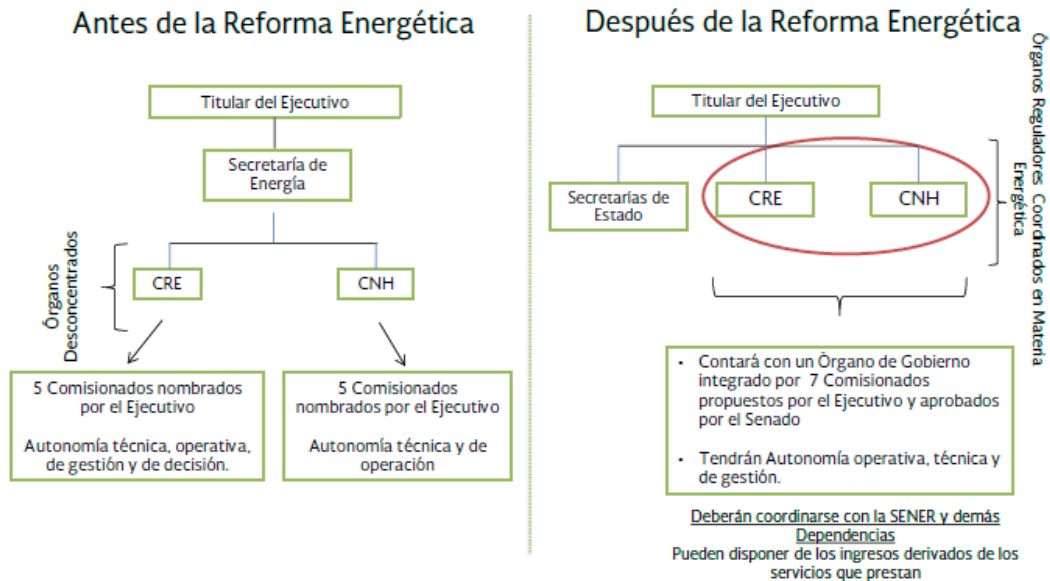 Antes de la Reforma Energética
Titular del Ejecutivo
Secretaría de
Energía
Órganos
Desconcentrados
CRE
CNH
5 Comisionados nombrados
por el Ejecutivo
Autonomía técnica, operativa,
de gestión y de decisión.
5 Comisionados
nombrados por el Ejecutivo
Autonomía técnica y de
operación
Después de la Reforma Energética
Titular del Ejecutivo
Secretarías de
Estado
CRE
CNH
Órganos Reguladores Coordinados en Materia
Energética
• Contará con un Órgano de Gobierno
integrado por 7 Comisionados
propuestos por el Ejecutivo y aprobados
por el Senado
• Tendrán Autonomía operativa, técnica y
de gestión.
Deberán coordinarse con la SENER y demás
Dependencias
Pueden disponer de los ingresos derivados de los
servicios que prestan